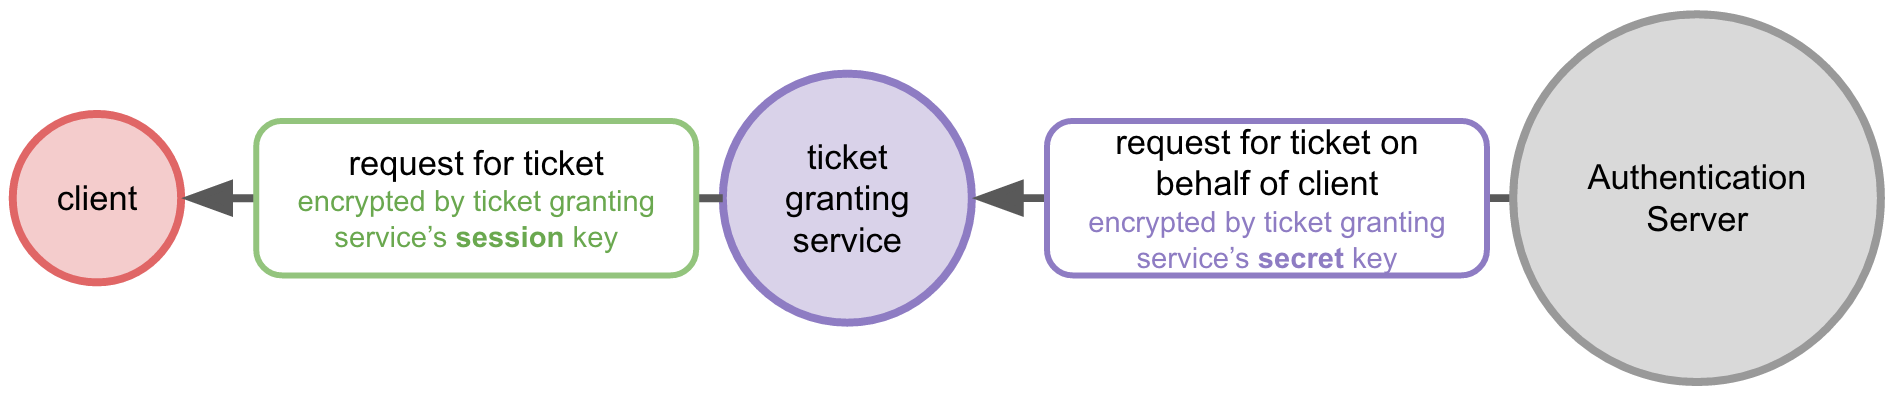 client
request for ticket
encrypted by ticket granting
service's session key
ticket
granting
service
request for ticket on
behalf of client
encrypted by ticket granting
service's secret key
Authentication
Server